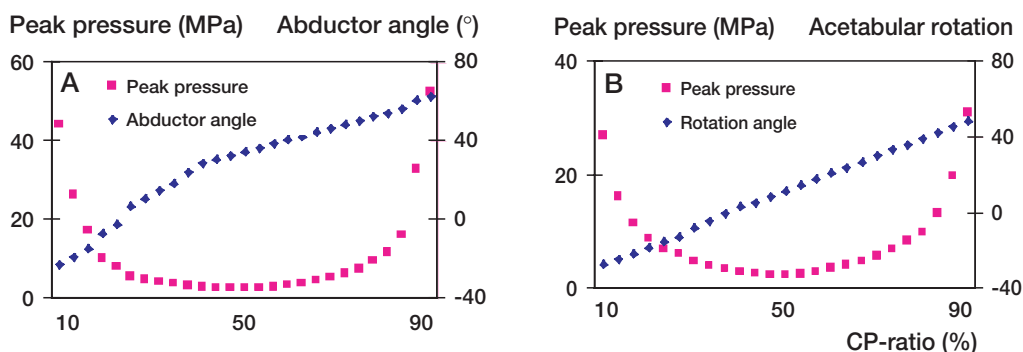 Peak pressure (MPa) Abductor angle (°)
60
40
20
0
A
Peak pressure
Abductor angle
80
40
0
-40
10 50 90
Peak pressure (MPa) Acetabular rotation
40
20
0
B
Peak pressure
Rotation angle
80
40
0
-40
10 50 90
CP-ratio (%)